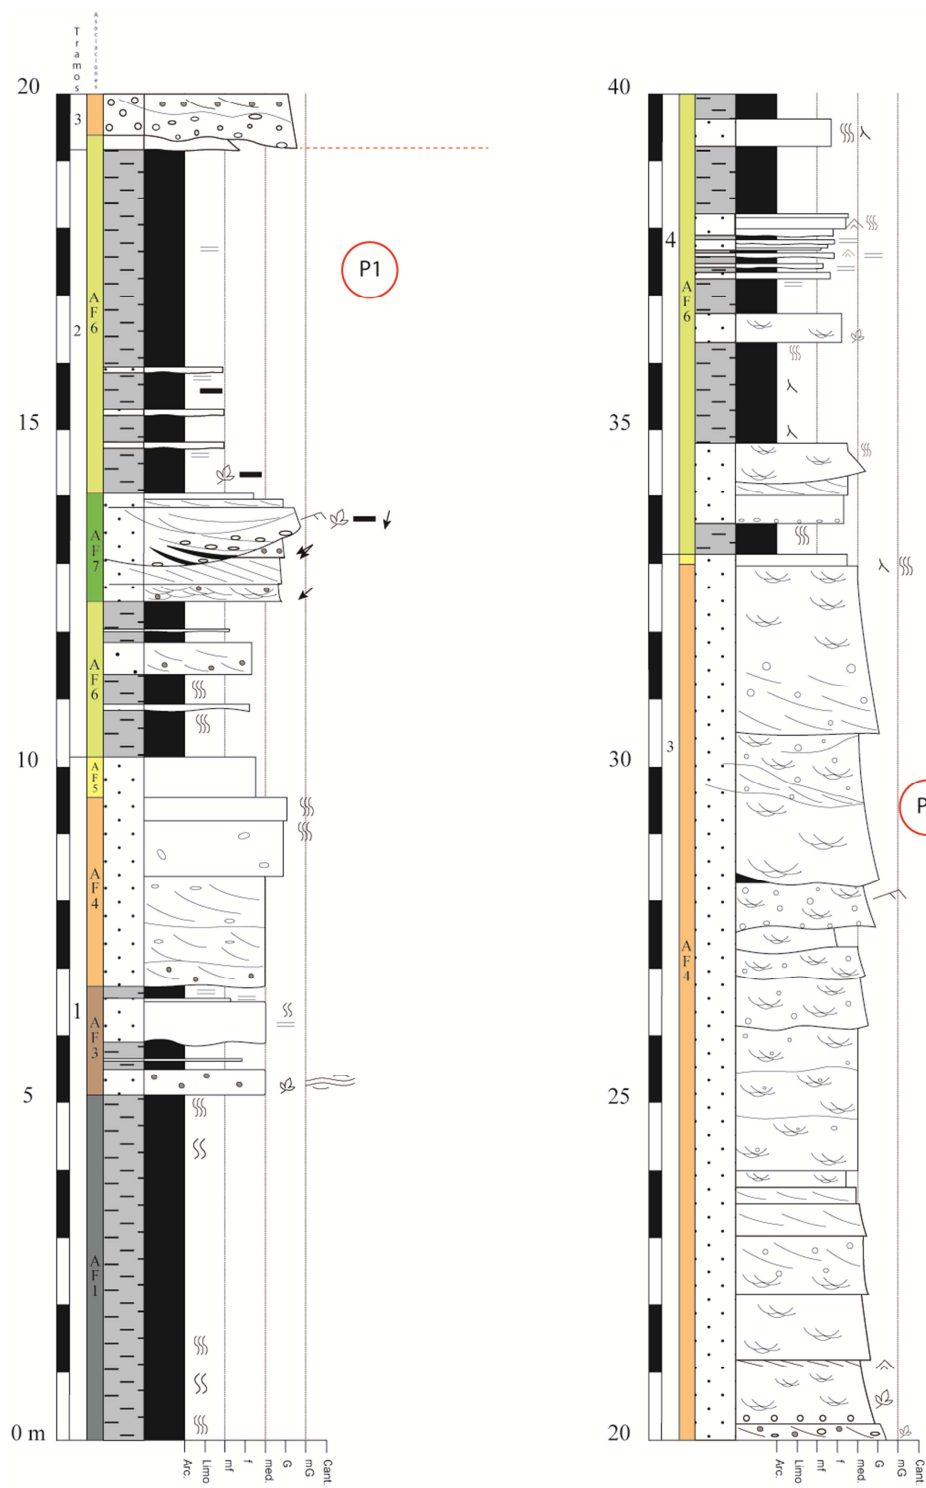 Tramos
Asociaciones
20
3
P1
AF6
2
15
AF7
AF6
10
AF5
AF4
1
AF3
5
AF1
0 m
Arc.
Limo
mf
f
med.
G
mG
Cant.
40
4
AF6
35
30
3
P
AF4
25
20
Arc.
Limo
mf
f
med.
G
mG
Cant.